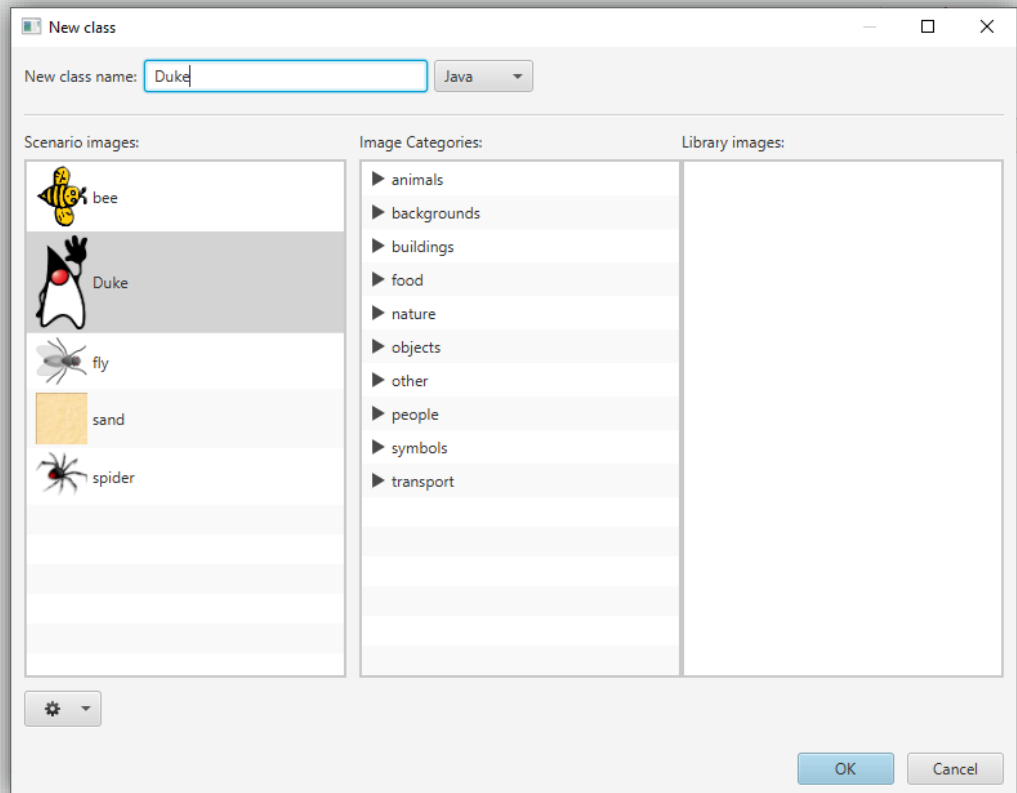 New class
New class name: Duke Java
Scenario images:
bee
Duke
fly
sand
spider
Image Categories:
animals
backgrounds
buildings
food
nature
objects
other
people
symbols
transport
Library images:
OK Cancel